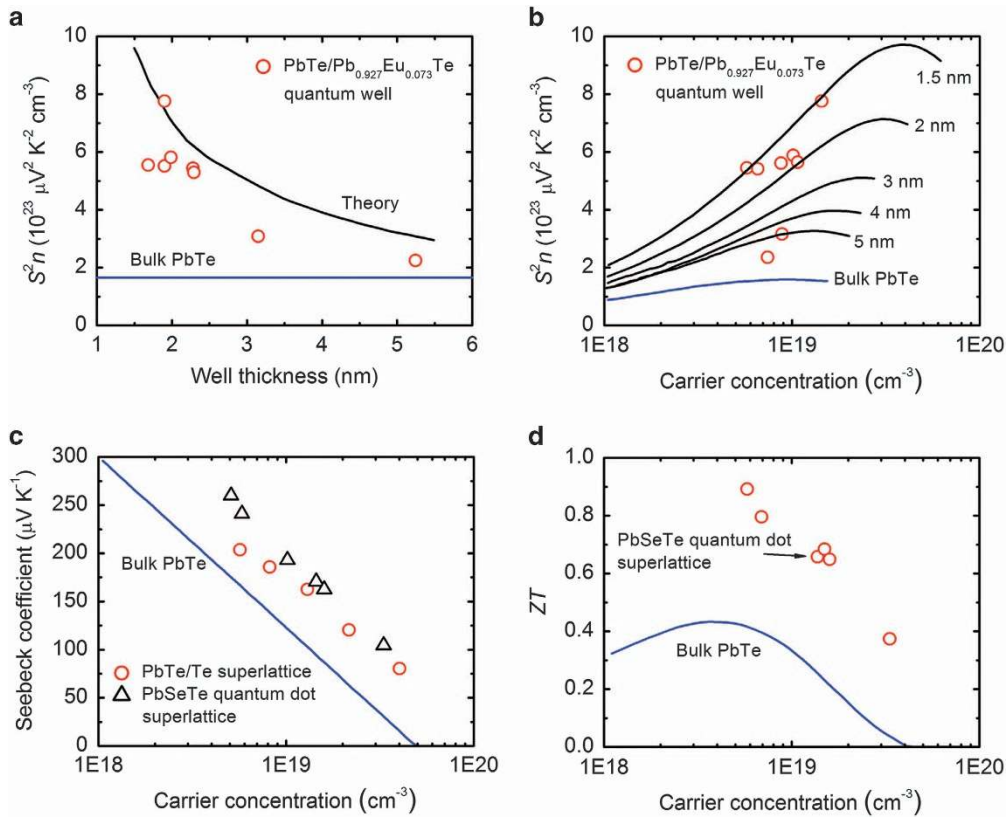 a
10
8
6
4
2
0
S²n (10²³ μV² K⁻² cm⁻³)
PbTe/Pb₀.₉₂₇Eu₀.₀₇₃Te
quantum well
Theory
Bulk PbTe
1 2 3 4 5 6
Well thickness (nm)
b
10
8
6
4
2
0
S²n (10²³ μV² K⁻² cm⁻³)
PbTe/Pb₀.₉₂₇Eu₀.₀₇₃Te
quantum well
1.5 nm
2 nm
3 nm
4 nm
5 nm
Bulk PbTe
1E18 1E19 1E20
Carrier concentration (cm⁻³)
c
300
250
200
150
100
50
0
Seebeck coefficient (μV K⁻¹)
Bulk PbTe
PbTe/Te superlattice
PbSeTe quantum dot
superlattice
1E18 1E19 1E20
Carrier concentration (cm⁻³)
d
1.0
0.8
0.6
0.4
0.2
0.0
ZT
PbSeTe quantum dot
superlattice
Bulk PbTe
1E18 1E19 1E20
Carrier concentration (cm⁻³)